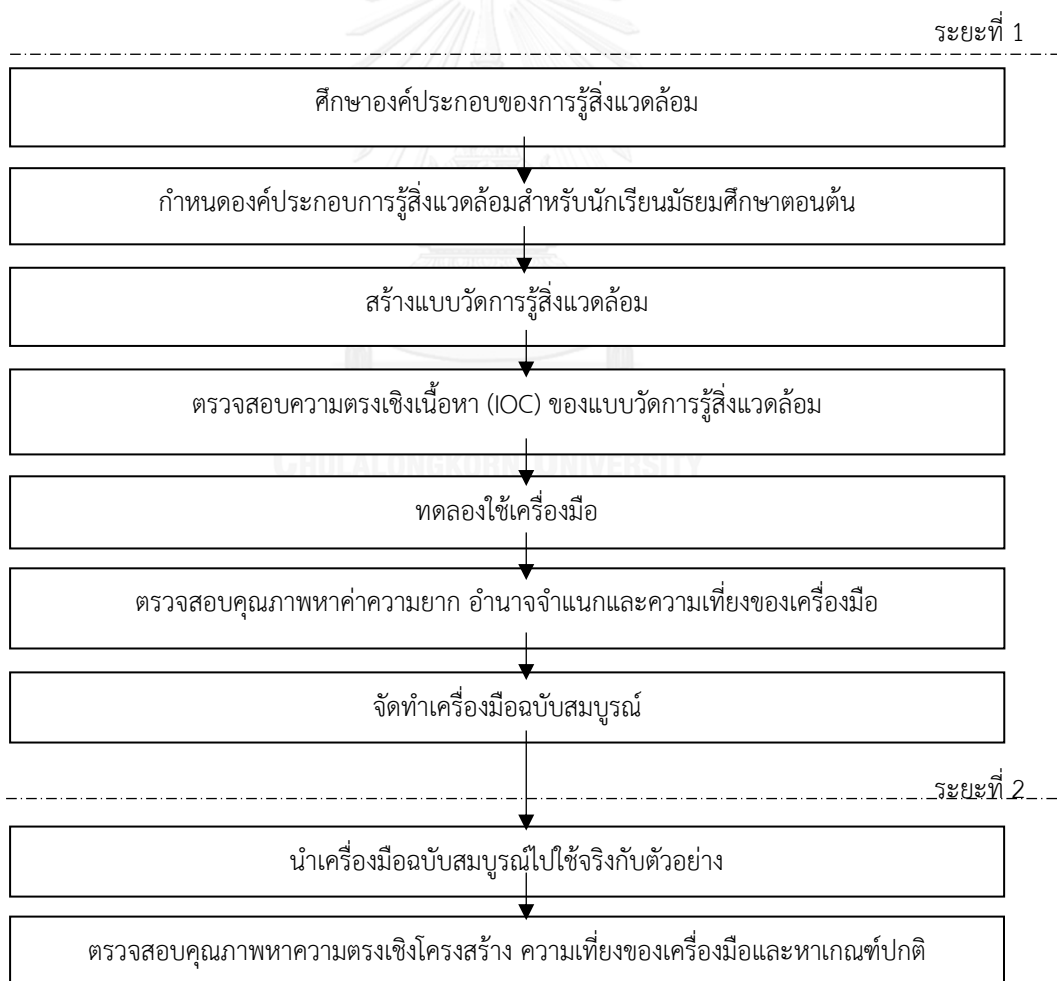 ระยะที่ 1
ศึกษาองค์ประกอบของการรู้สิ่งแวดล้อม
กำหนดองค์ประกอบการรู้สิ่งแวดล้อมสำหรับนักเรียนมัธยมศึกษาตอนต้น
สร้างแบบวัดการรู้สิ่งแวดล้อม
ตรวจสอบความตรงเชิงเนื้อหา (IOC) ของแบบวัดการรู้สิ่งแวดล้อม
CHULALONGKORN UNIVERSITY
ทดลองใช้เครื่องมือ
ตรวจสอบคุณภาพหาค่าความยาก อำนาจจำแนกและความเที่ยงของเครื่องมือ
จัดทำเครื่องมือฉบับสมบูรณ์
ระยะที่ 2
นำเครื่องมือฉบับสมบูรณ์ไปใช้จริงกับตัวอย่าง
ตรวจสอบคุณภาพหาความตรงเชิงโครงสร้าง ความเที่ยงของเครื่องมือและหาเกณฑ์ปกติ